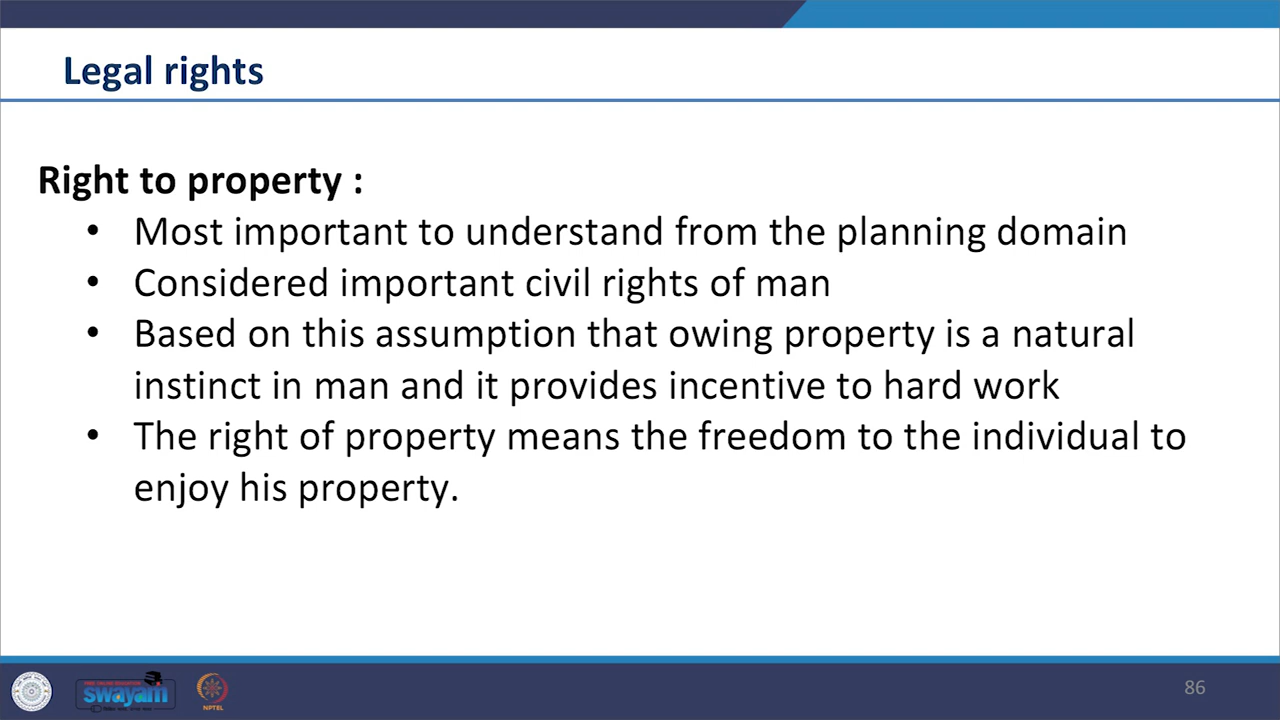 Legal rights
Right to property :
• Most important to understand from the planning domain
• Considered important civil rights of man
• Based on this assumption that owing property is a natural
instinct in man and it provides incentive to hard work
• The right of property means the freedom to the individual to
enjoy his property.
swayam
NPTEL
86